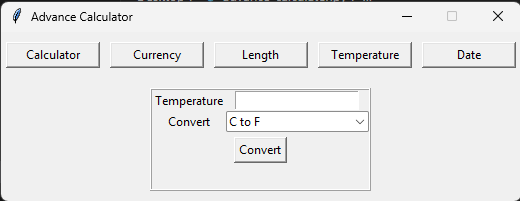 Advance Calculator
Calculator Currency Length Temperature Date
Temperature
Convert C to F
Convert